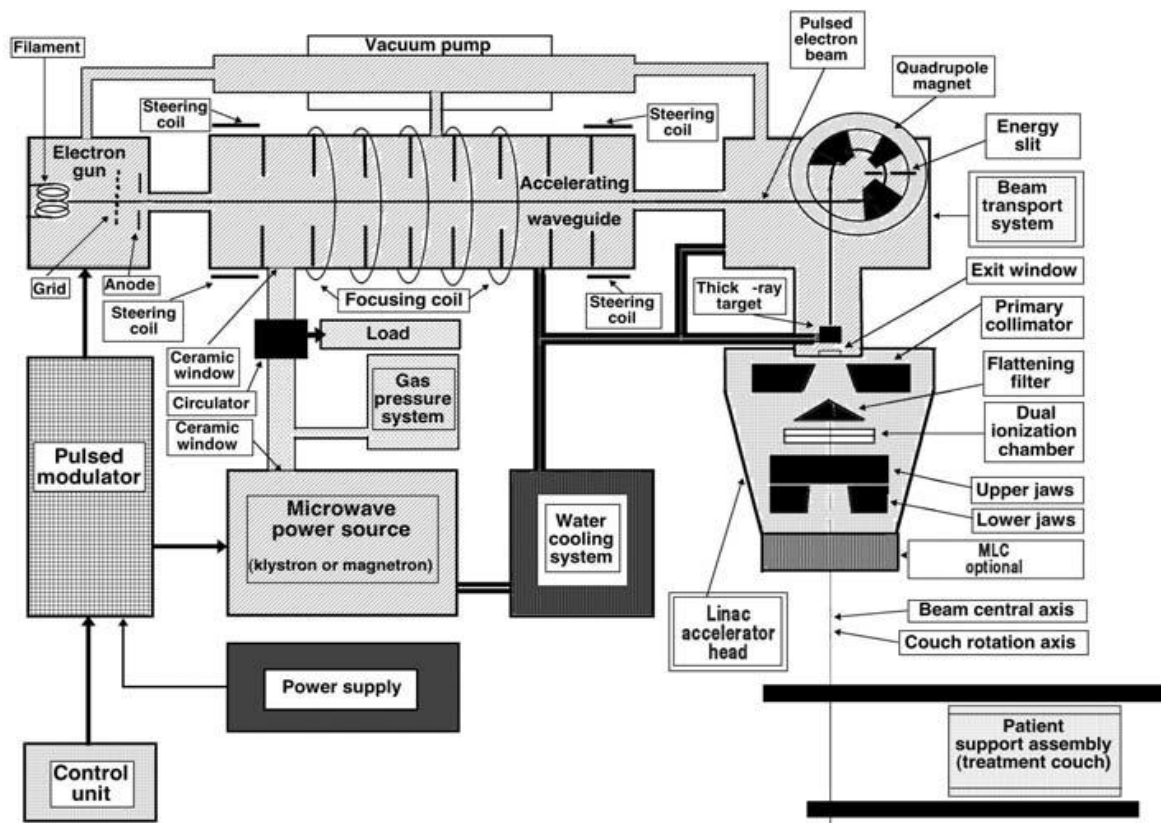 Filament
Vacuum pump
Pulsed
electron
beam
Quadrupole
magnet
Steering
coil
Steering
coil
Energy
slit
Electron
gun
Accelerating
waveguide
Beam
transport
system
Grid
Anode
Steering
coil
Focusing coil
Steering
coil
Thick -ray
target
Exit window
Primary
collimator
Load
Ceramic
window
Circulator
Gas
pressure
system
Flattening
filter
Ceramic
window
Dual
ionization
chamber
Pulsed
modulator
Microwave
power source
(klystron or magnetron)
Water
cooling
system
Upper jaws
Lower jaws
MLC
optional
Linac
accelerator
head
Beam central axis
Couch rotation axis
Power supply
Control
unit
Patient
support assembly
(treatment couch)